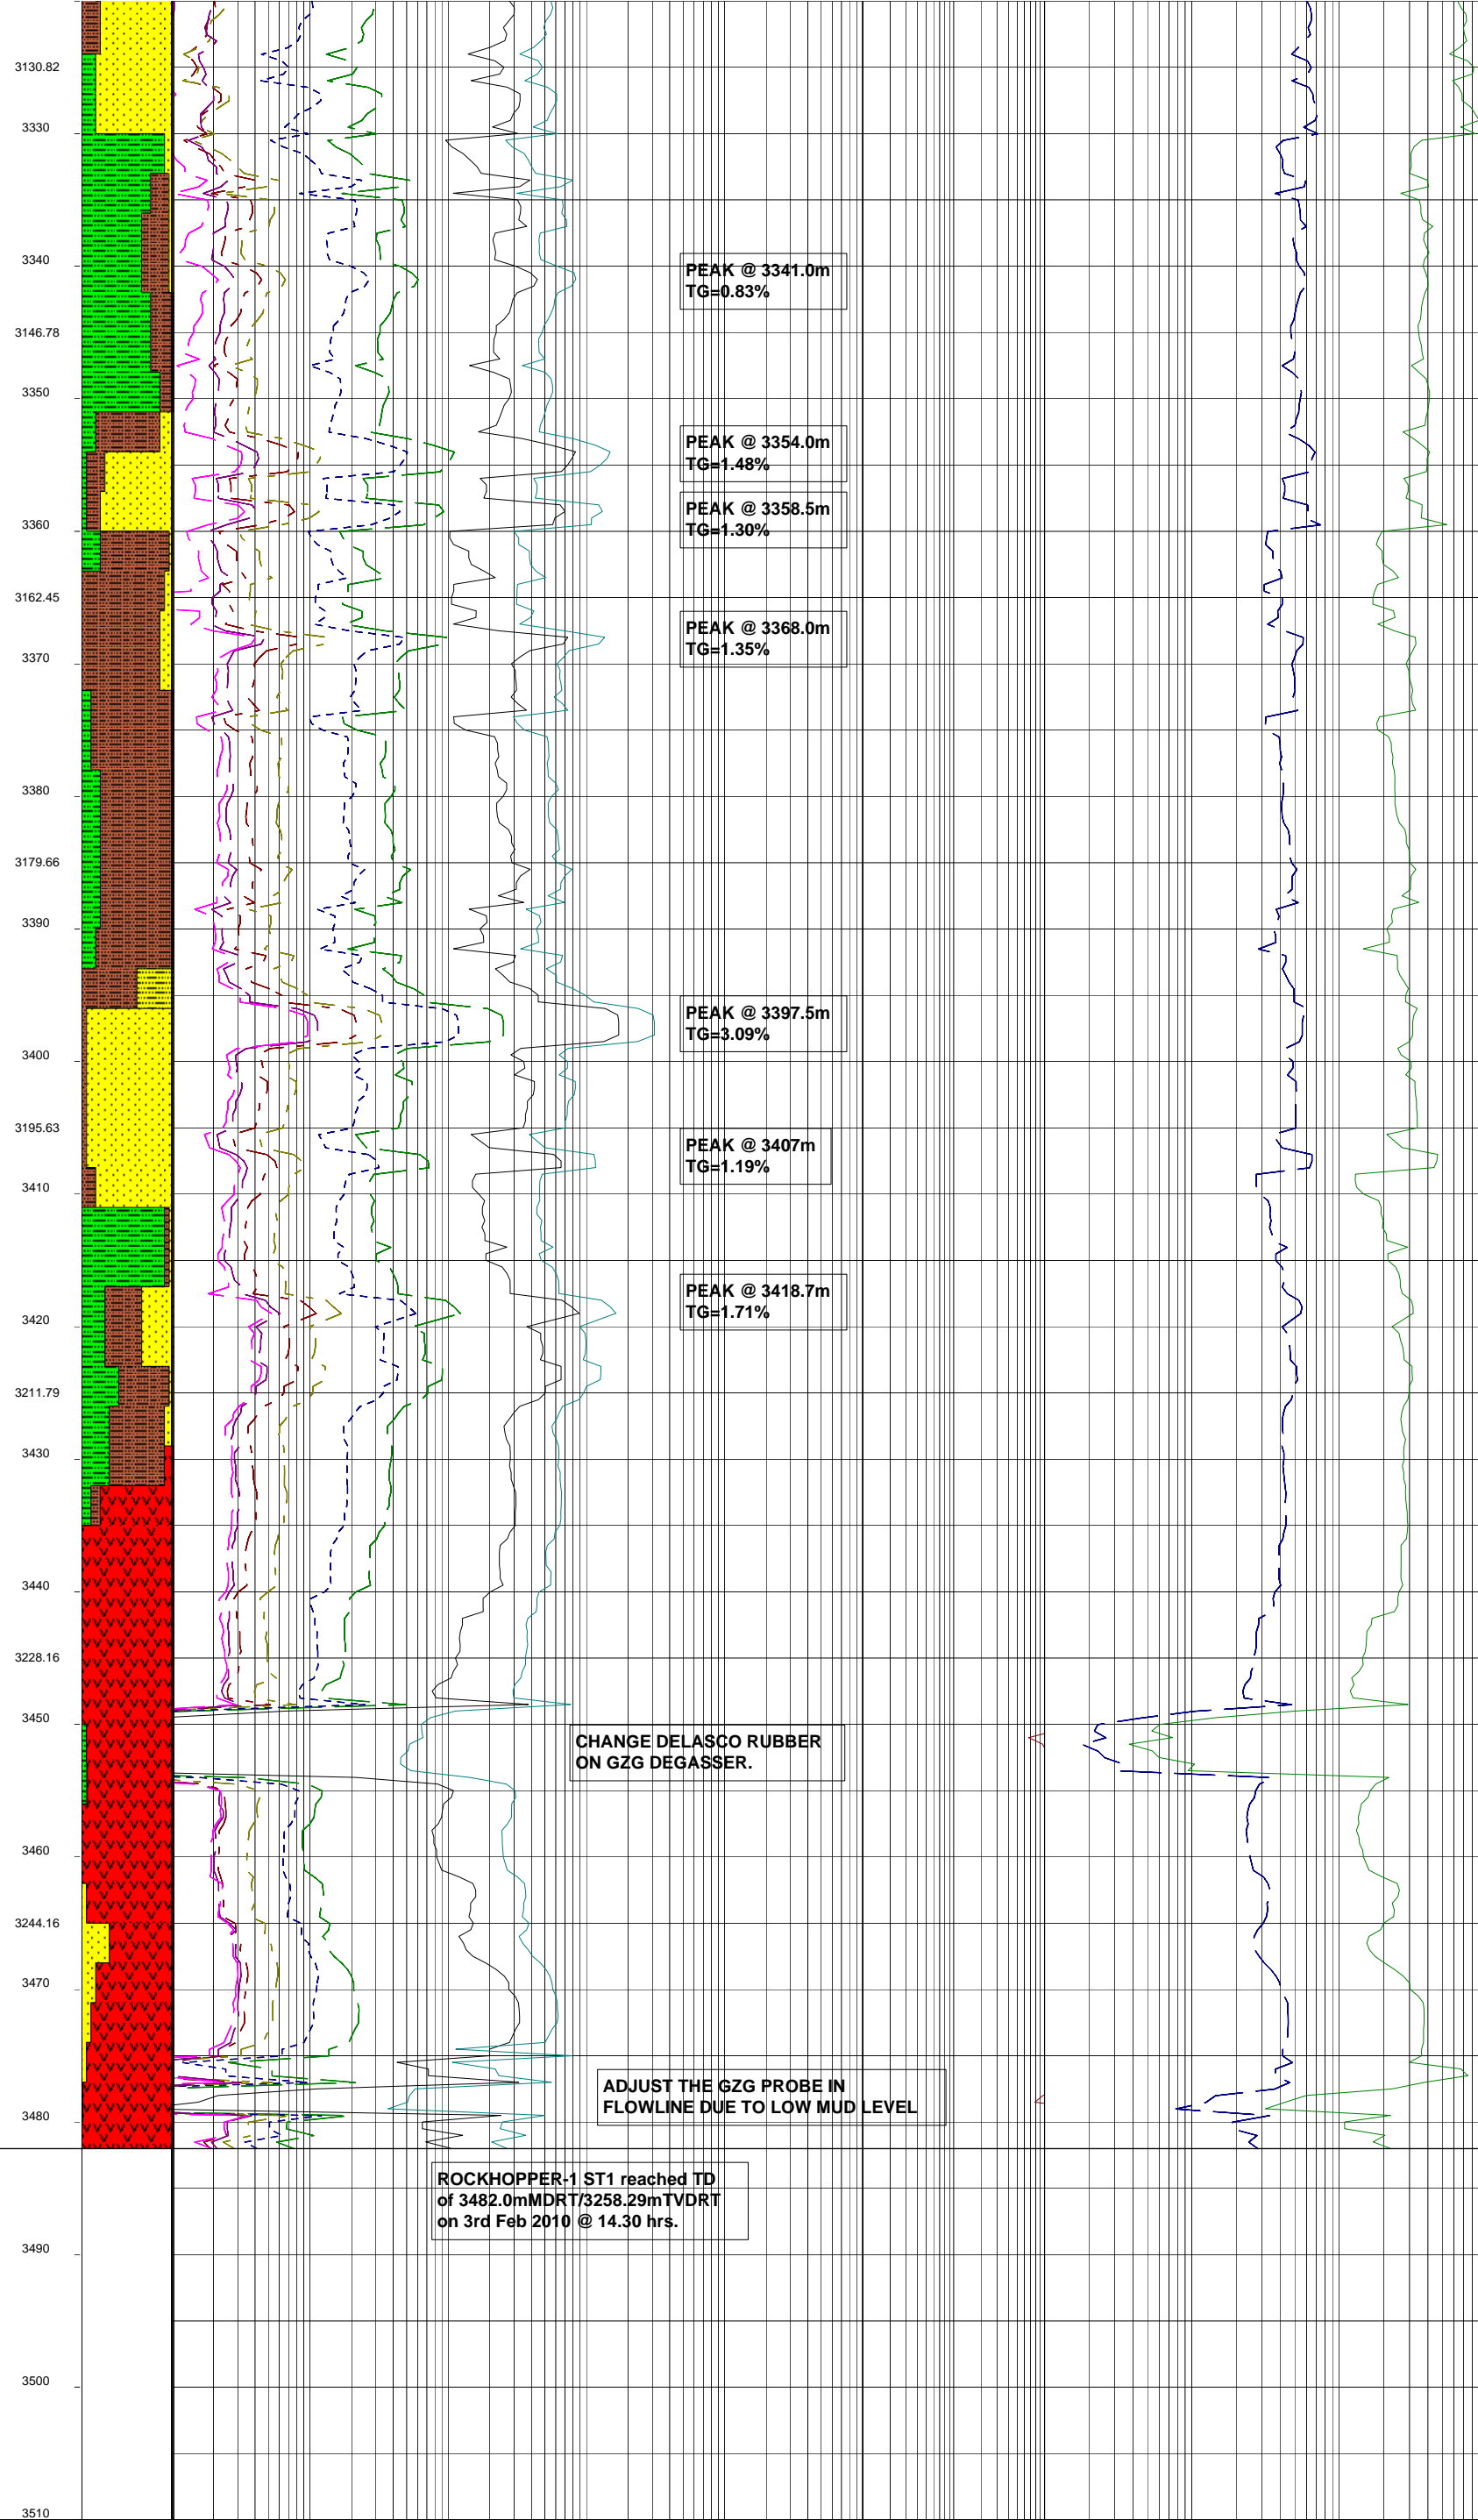 3130.82
3330
3340
PEAK @ 3341.0m
TG=0.83%
3146.78
3350
PEAK @ 3354.0m
TG=1.48%
PEAK @ 3358.5m
TG=1.30%
3360
3162.45
PEAK @ 3368.0m
TG=1.35%
3370
3380
3179.66
3390
PEAK @ 3397.5m
TG=3.09%
3400
3195.63
PEAK @ 3407m
TG=1.19%
3410
PEAK @ 3418.7m
TG=1.71%
3420
3211.79
3430
3440
3228.16
3450
CHANGE DELASCO RUBBER
ON GZG DEGASSER.
3460
3244.16
3470
ADJUST THE GZG PROBE IN
FLOWLINE DUE TO LOW MUD LEVEL
3480
ROCKHOPPER-1 ST1 reached TD
of 3482.0mMDRT/3258.29mTVDRT
on 3rd Feb 2010 @ 14.30 hrs.
3490
3500
3510